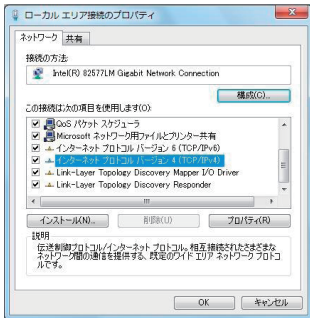 ローカル エリア接続のプロパティ
ネットワーク 共有
接続の方法:
Intel(R) 82577LM Gigabit Network Connection
構成(C)...
この接続は次の項目を使用します(O):
QoS パケット スケジューラ
Microsoft ネットワーク用ファイルとプリンター共有
インターネット プロトコル バージョン 6 (TCP/IPv6)
インターネット プロトコル バージョン 4 (TCP/IPv4)
Link-Layer Topology Discovery Mapper I/O Driver
Link-Layer Topology Discovery Responder
インストール(N)... 削除(U) プロパティ(R)
説明
伝送制御プロトコル/インターネット プロトコル。相互接続されたさまざまな
ネットワーク間の通信を提供する、既定のワイド エリア ネットワーク プロトコ
ルです。
OK キャンセル